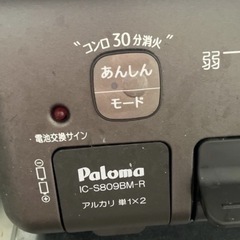 コンロ30分消火
あんしん
モード
弱
電池交換サイン
Paloma
IC-S809BM-R
アルカリ 単1×2